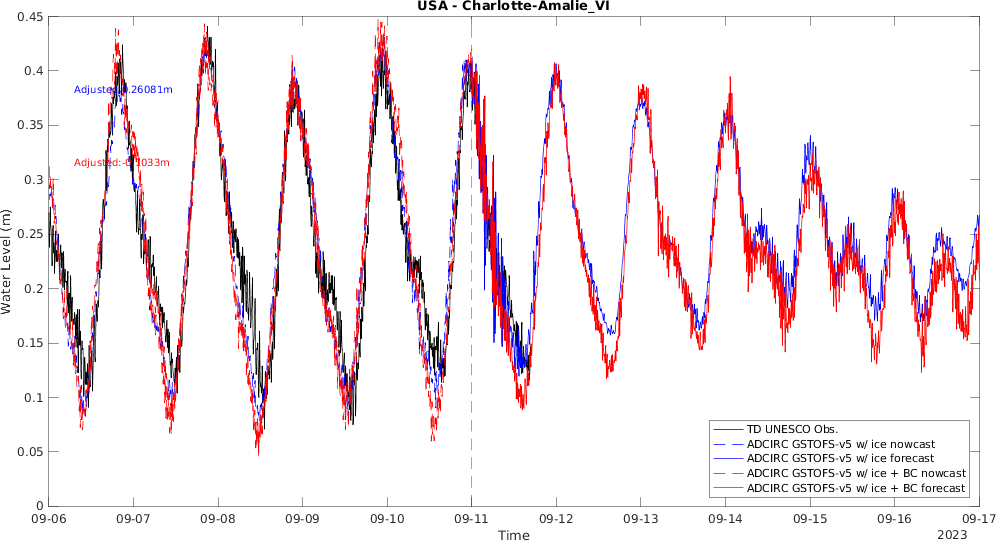 USA - Charlotte-Amalie_VI
0.45
0.4
0.35
0.3
0.25
0.2
0.15
0.1
0.05
0
Water Level (m)
TD UNESCO Obs.
ADCIRC GSTOFS-v5 w/ ice nowcast
ADCIRC GSTOFS-v5 w/ ice forecast
ADCIRC GSTOFS-v5 w/ ice + BC nowcast
ADCIRC GSTOFS-v5 w/ ice + BC forecast
09-06 09-07 09-08 09-09 09-10 09-11 09-12 09-13 09-14 09-15 09-16 09-17
Time
2023